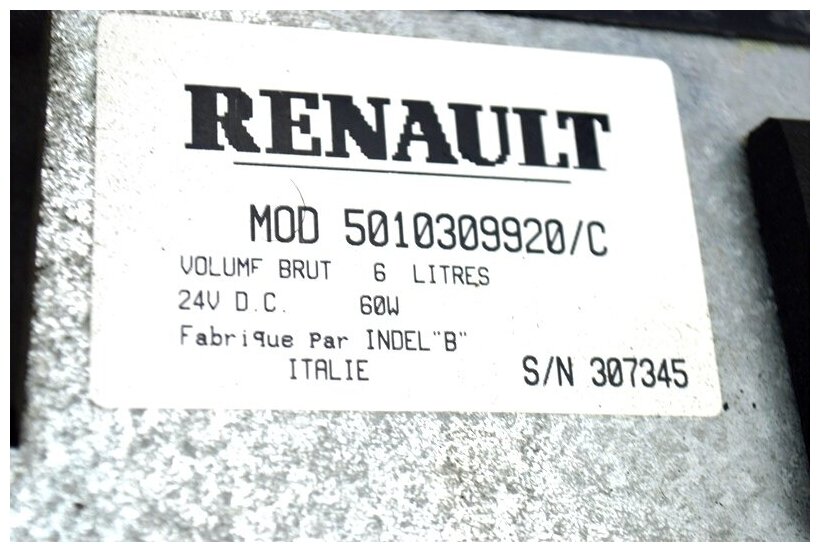 RENAULT
MOD 5010309920/C
VOLUMF BRUT 6 LITRES
24V D.C. 60W
Fabrique Par INDEL"B"
ITALIE S/N 307345